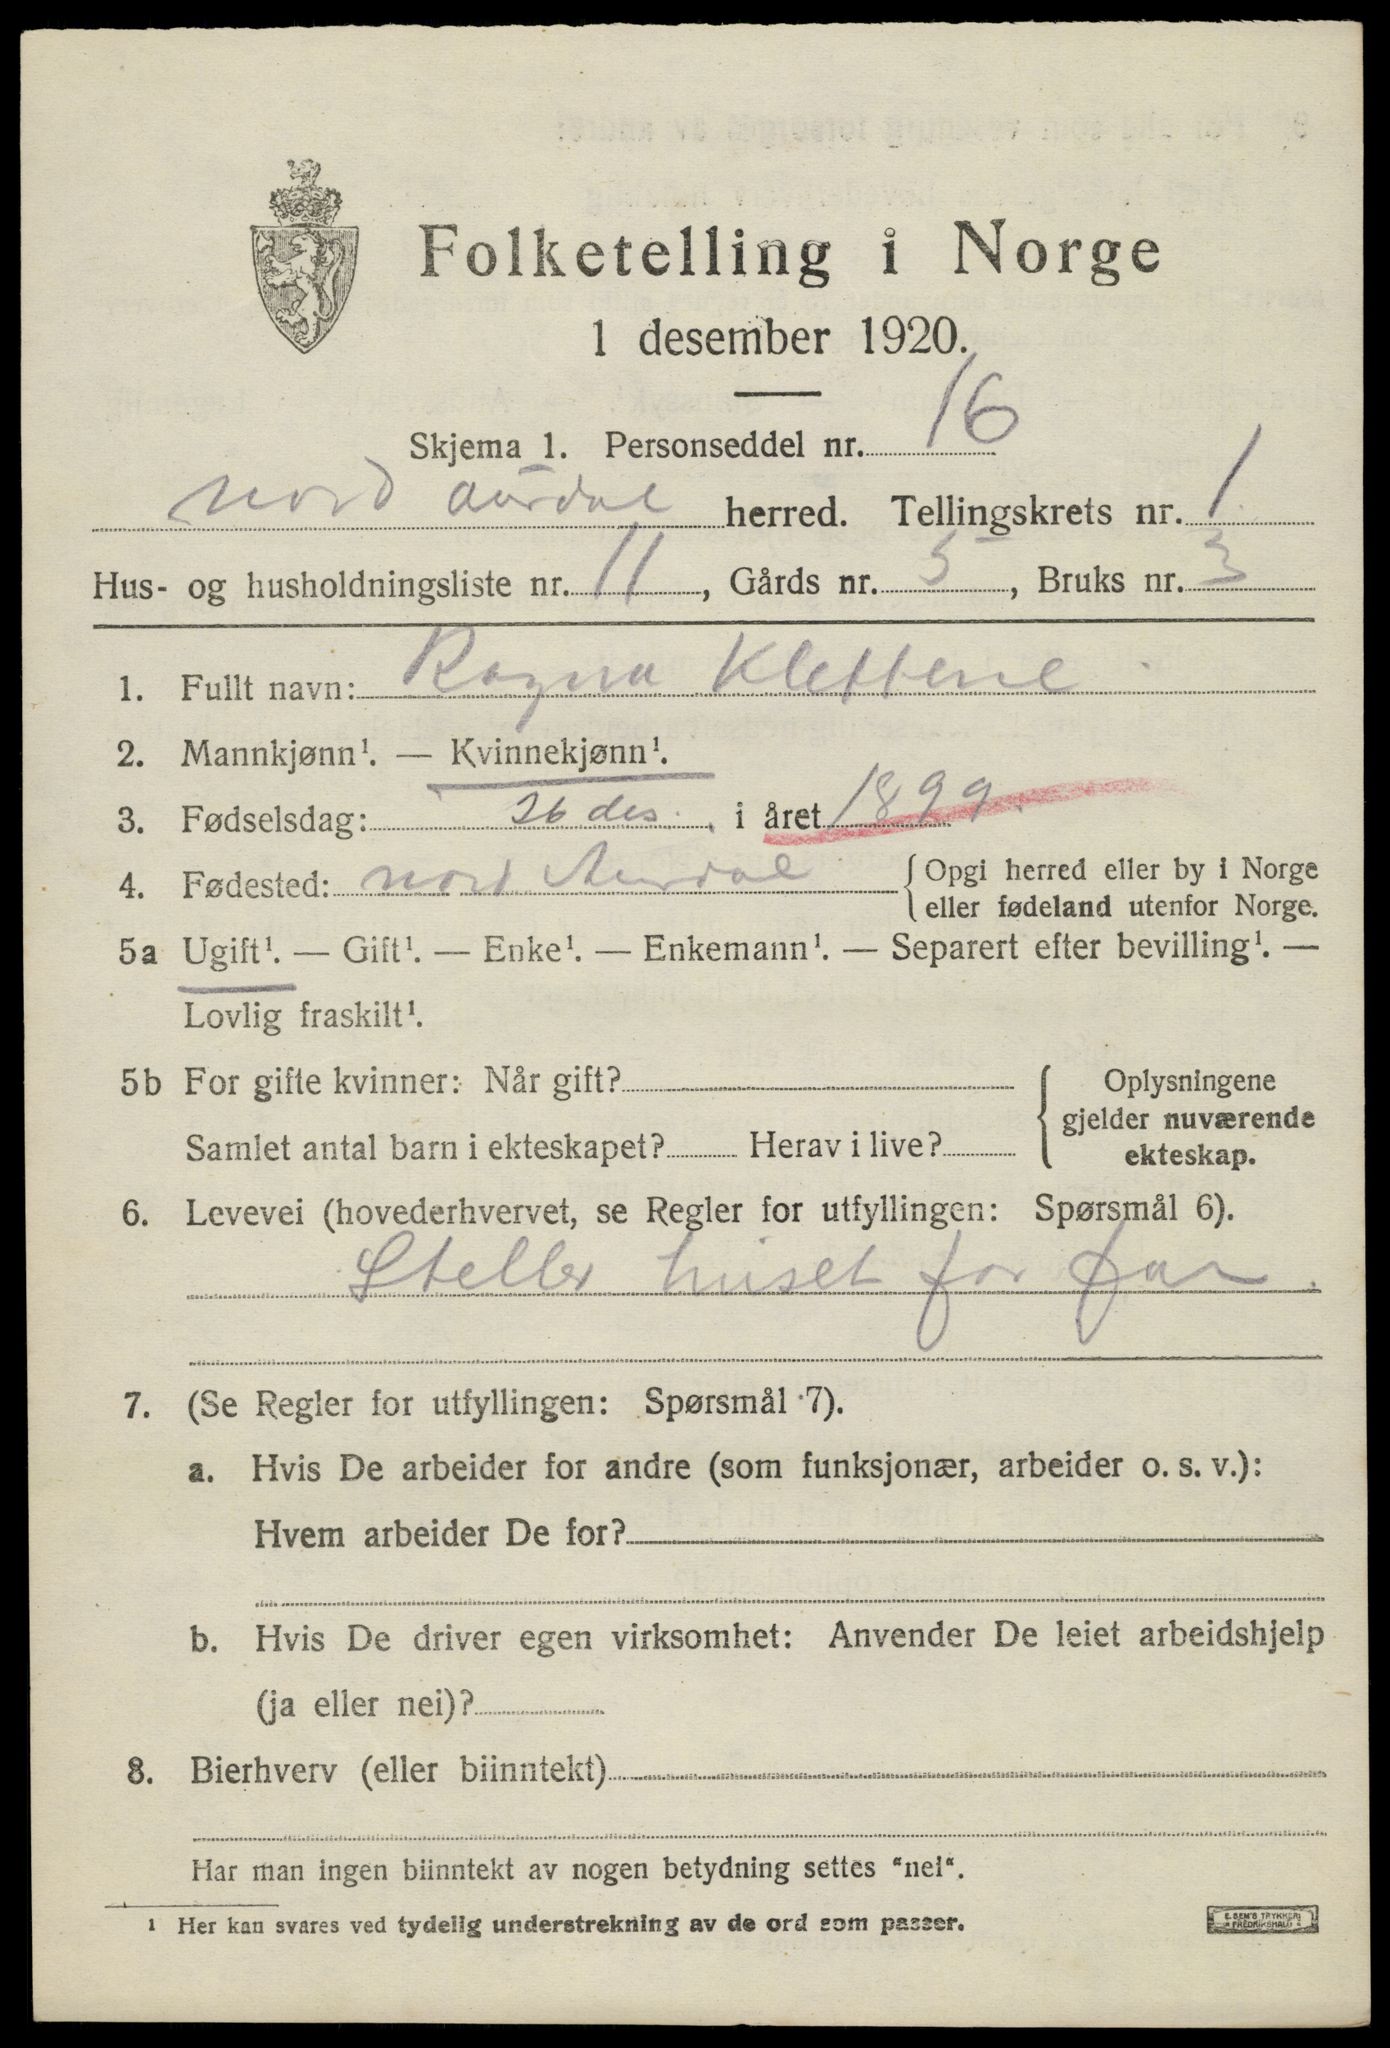 Folketelling i Norge
1 desember 1920.
Skjema 1. Personseddel nr. 16
Nord Aurdal herred. Tellingskrets nr. 1
Hus- og husholdningsliste nr. 11, Gårds nr. 5, Bruks nr. 3
1. Fullt navn: Ragna Klettene
2. Mannkjønn¹. — Kvinnekjønn¹.
3. Fødselsdag: 26 des. i året 1899.
4. Fødested: Nord Aurdal {Opgi herred eller by i Norge
eller fødeland utenfor Norge.
5a Ugift¹. — Gift¹. — Enke¹. — Enkemann¹. — Separert efter bevilling¹. —
Lovlig fraskilt¹.
5b For gifte kvinner: Når gift? { Oplysningene
gjelder nuværende
Samlet antal barn i ekteskapet? Herav i live?
ekteskap.
6. Levevei (hovederhvervet, se Regler for utfyllingen: Spørsmål 6).
Steller huset for far.
7. (Se Regler for utfyllingen: Spørsmål 7).
a. Hvis De arbeider for andre (som funksjonær, arbeider o. s. v.):
Hvem arbeider De for?
b. Hvis De driver egen virksomhet: Anvender De leiet arbeidshjelp
(ja eller nei)?
8. Bierhverv (eller biinntekt)
Har man ingen biinntekt av nogen betydning settes "nei".
¹ Her kan svares ved tydelig understrekning av de ord som passer.
E. SEM'S TRYKKERI
FREDRIKSHALD